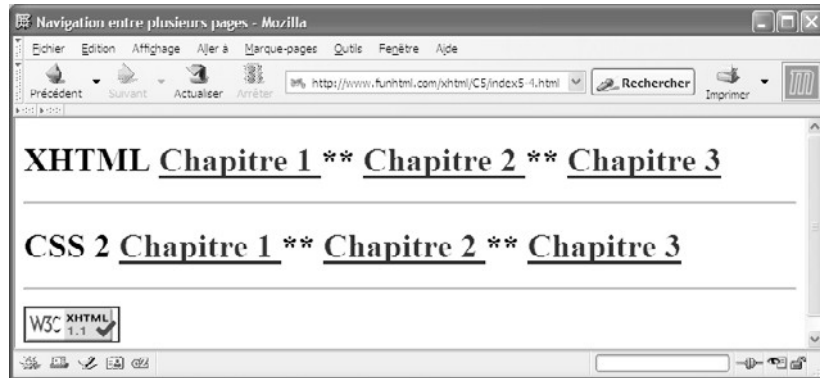 Navigation entre plusieurs pages - Mozilla
Fichier Edition Affichage Aller à Marque-pages Outils Fenêtre Aide
Précédent Suivant Actualiser Arrêter http://www.funhtml.com/xhtml/C5/index5-4.html Rechercher Imprimer
XHTML Chapitre 1 ** Chapitre 2 ** Chapitre 3
CSS 2 Chapitre 1 ** Chapitre 2 ** Chapitre 3
W3C XHTML 1.1